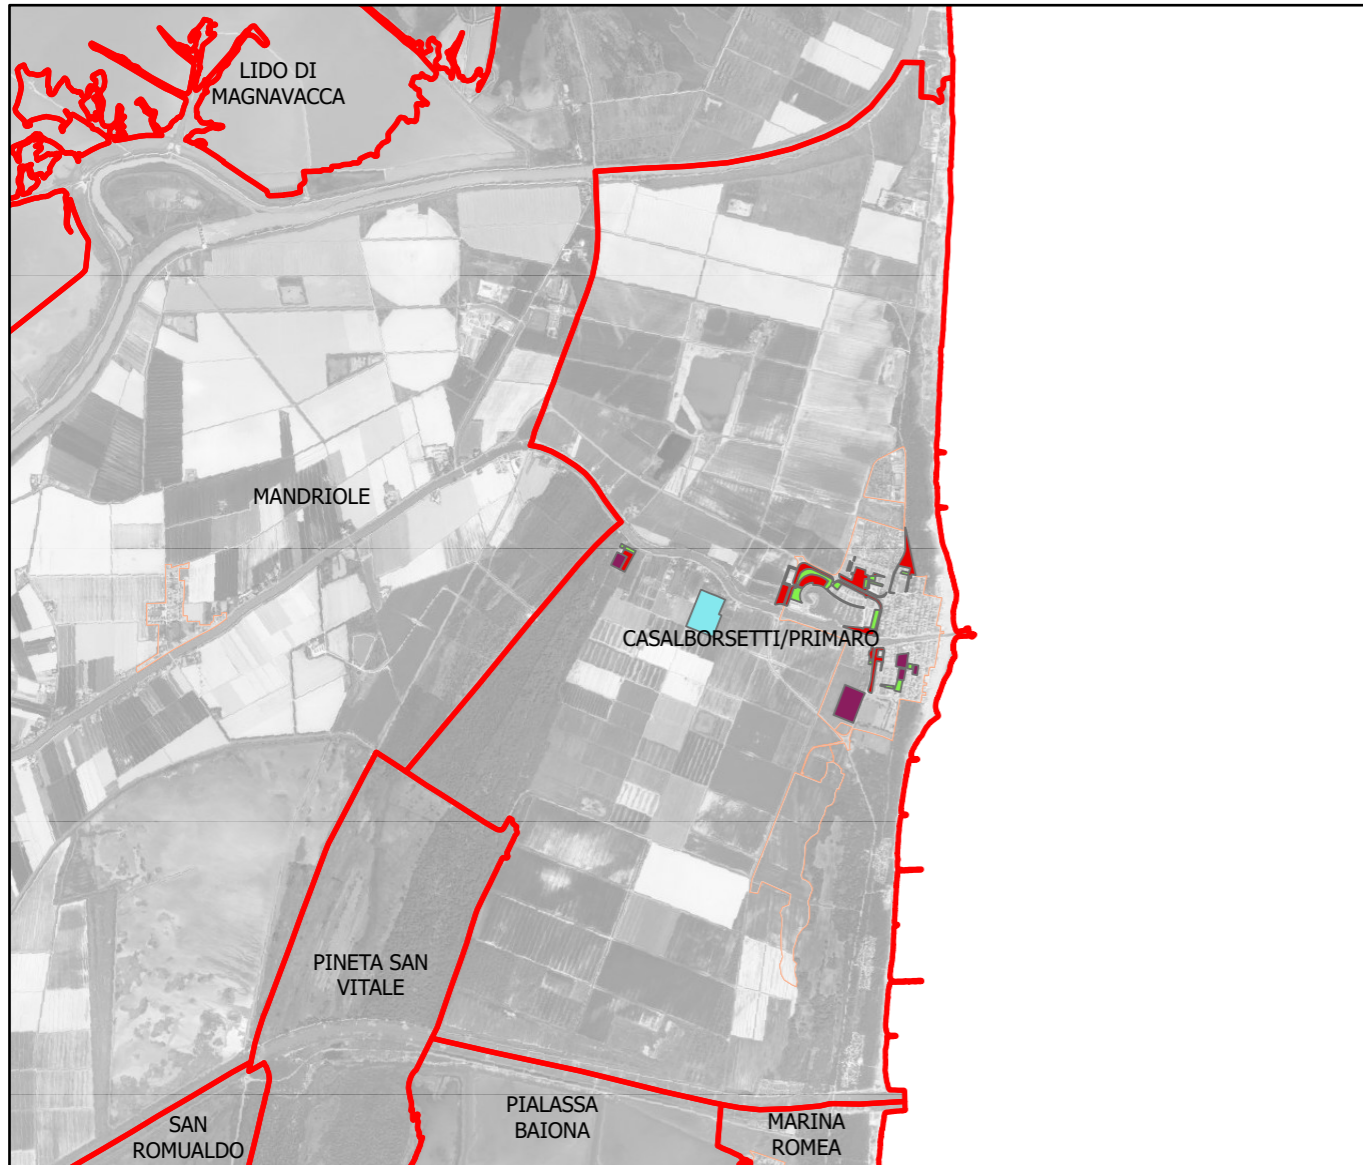 LIDO DI
MAGNAVACCA
MANDRIOLE
CASALBORSETTI/PRIMARO
PINETA SAN
VITALE
PIALASSA
BAIONA
SAN
ROMUALDO
MARINA
ROMEA